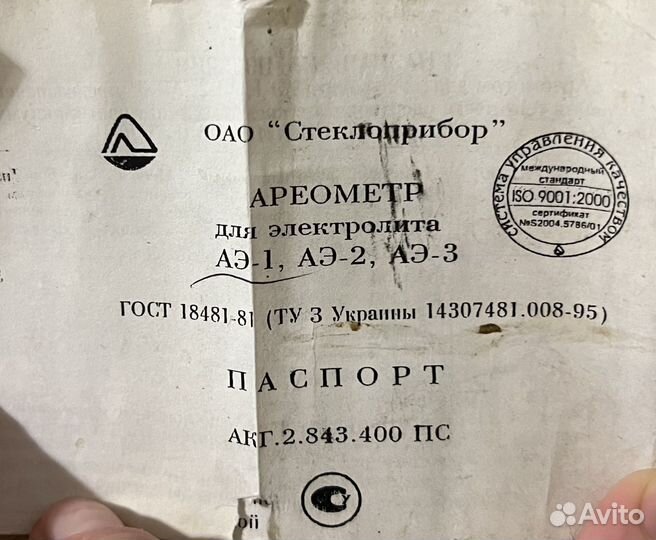 ОАО "Стеклоприбор"
АРЕОМЕТР
для электролита
АЭ-1, АЭ-2, АЭ-3
ГОСТ 18481-81 (ТУ 3 Украины 14307481.008-95)
ПАСПОРТ
АКГ.2.843.400 ПС
система управления качеством
международный
стандарт
ISO 9001:2000
сертификат
№S2004.5786/01
ой
Avito